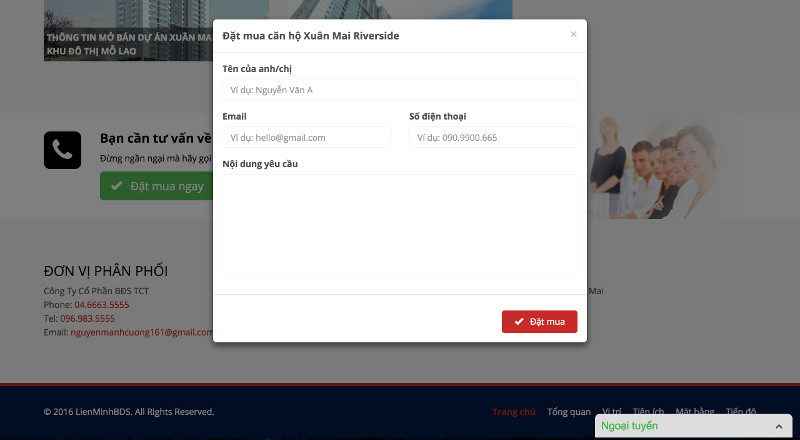 THÔNG TIN MỞ BÁN DỰ ÁN XUÂN MAI
KHU ĐÔ THỊ MỖ LAO
Đặt mua căn hộ Xuân Mai Riverside
×
Tên của anh/chị
Ví dụ: Nguyễn Văn A
Email
Số điện thoại
Ví dụ: hello@gmail.com
Ví dụ: 090.9900.665
Nội dung yêu cầu
Đặt mua
Bạn cần tư vấn về
Đừng ngần ngại mà hãy gọi
Đặt mua ngay
ĐƠN VỊ PHÂN PHỐI
Công Ty Cổ Phần BĐS TCT
Mai
Phone: 04.6663.5555
Tel: 096.983.5555
Email: nguyenmanhcuong161@gmail.com
© 2016 LienMinhBDS. All Rights Reserved.
Trang chủ Tổng quan Vị trí Tiện ích Mặt bằng Tiến độ
Ngoại tuyến